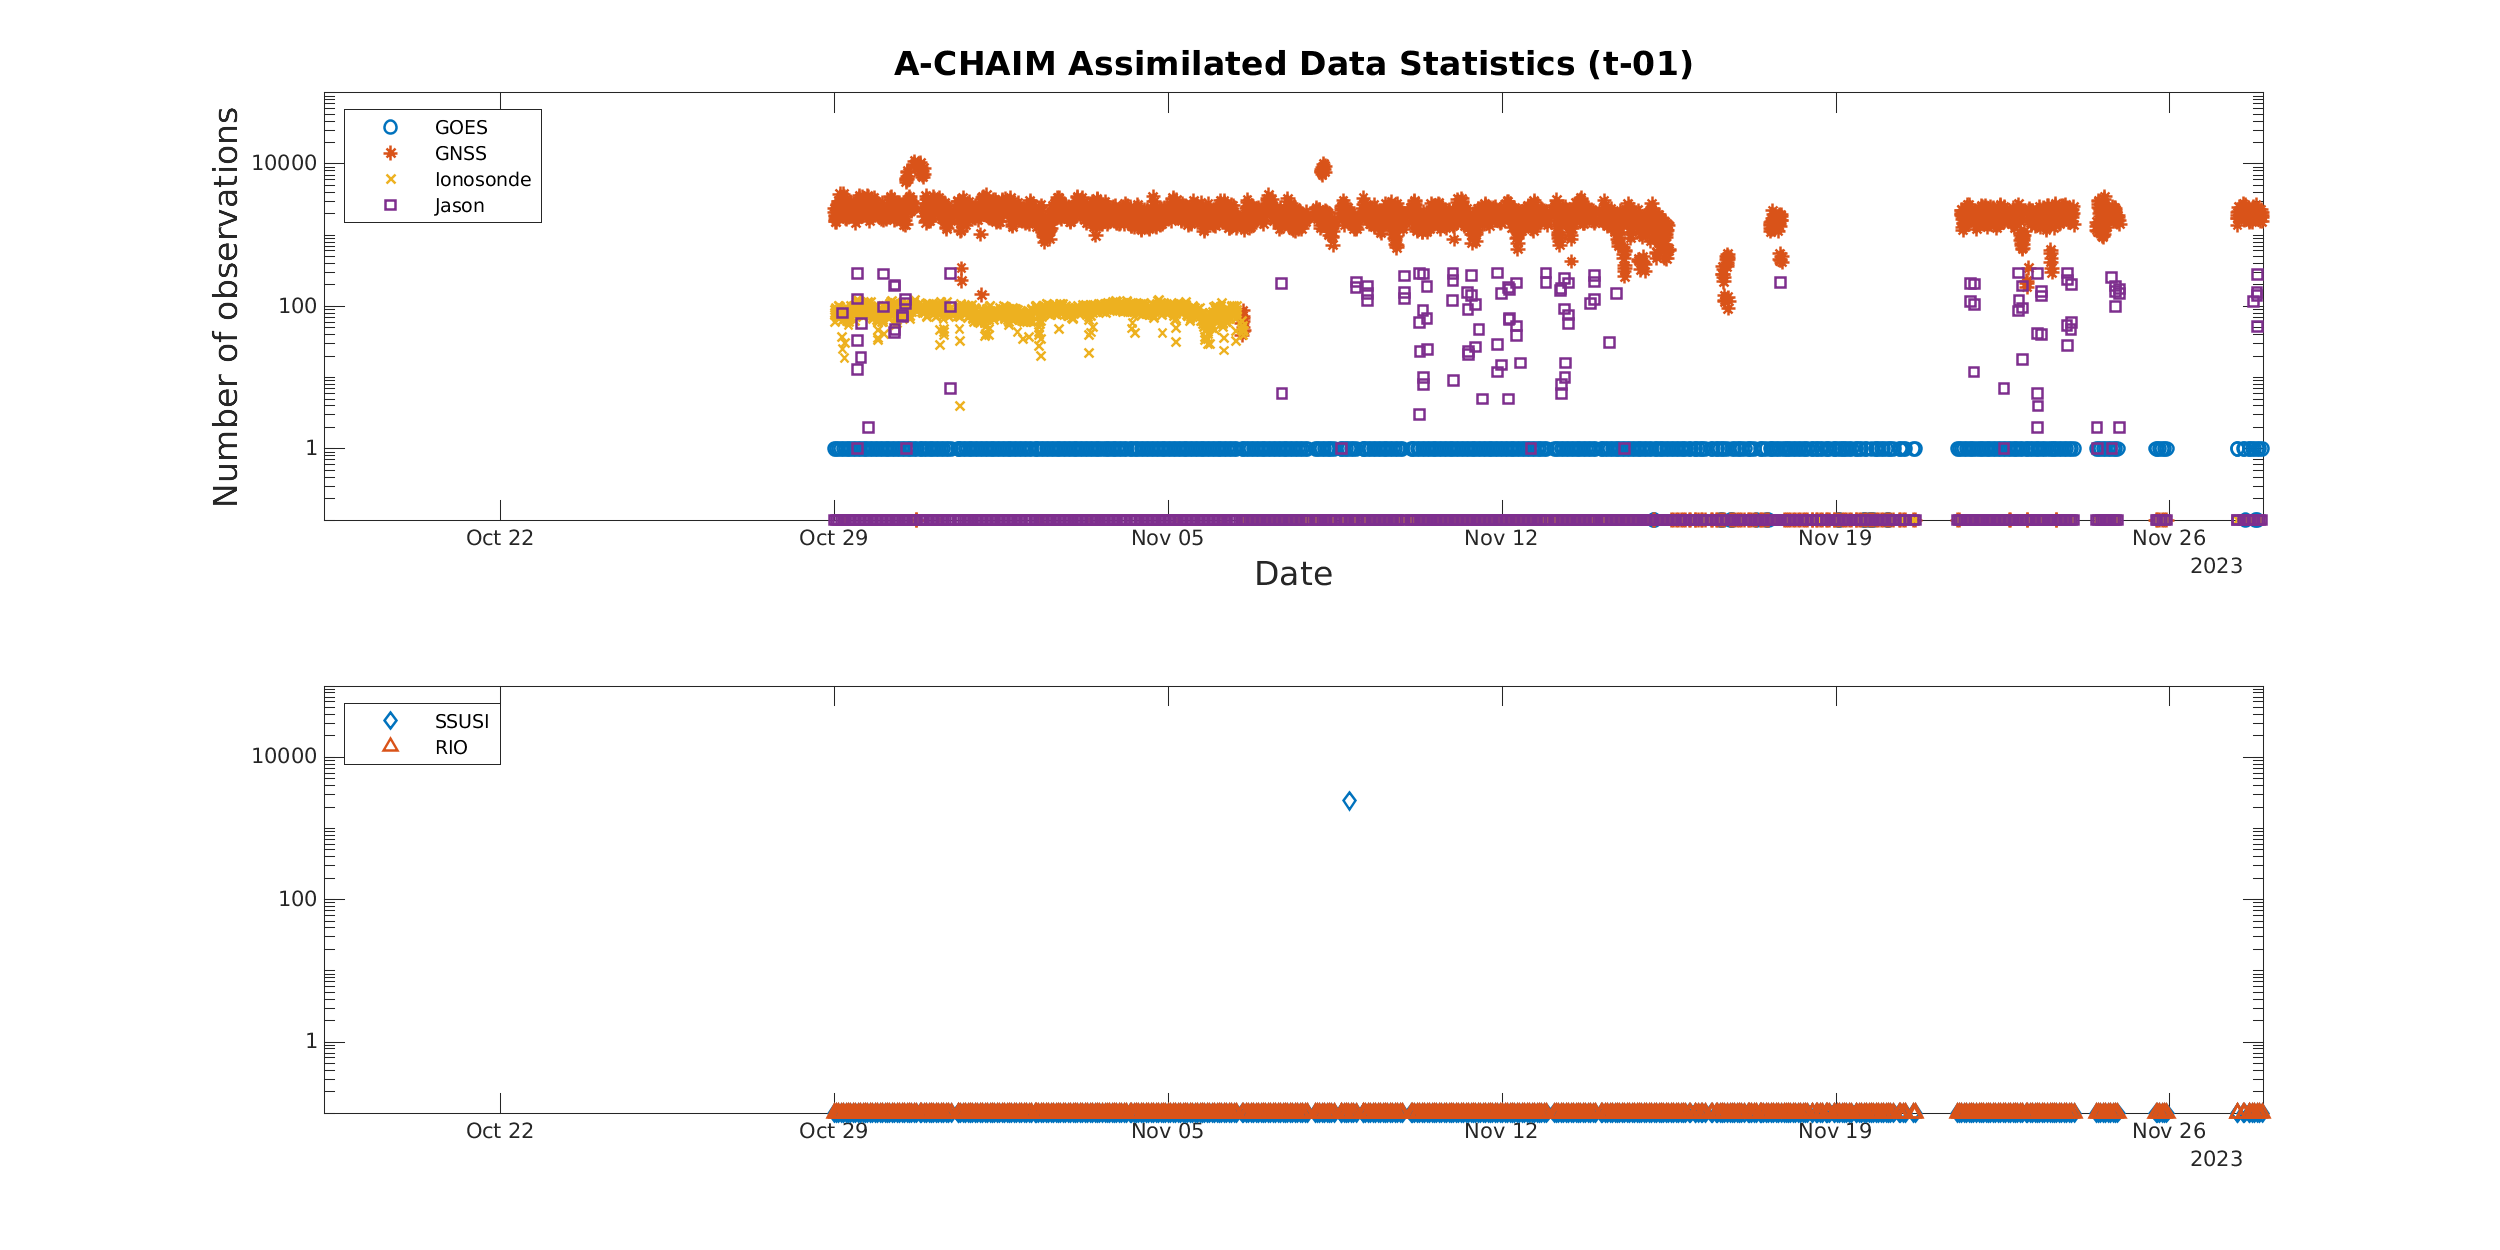 A-CHAIM Assimilated Data Statistics (t-01)
GOES
GNSS
Ionosonde
Jason
10000
100
1
Number of observations
Oct 22 Oct 29 Nov 05 Nov 12 Nov 19 Nov 26
2023
Date
SSUSI
RIO
10000
100
1
Oct 22 Oct 29 Nov 05 Nov 12 Nov 19 Nov 26
2023